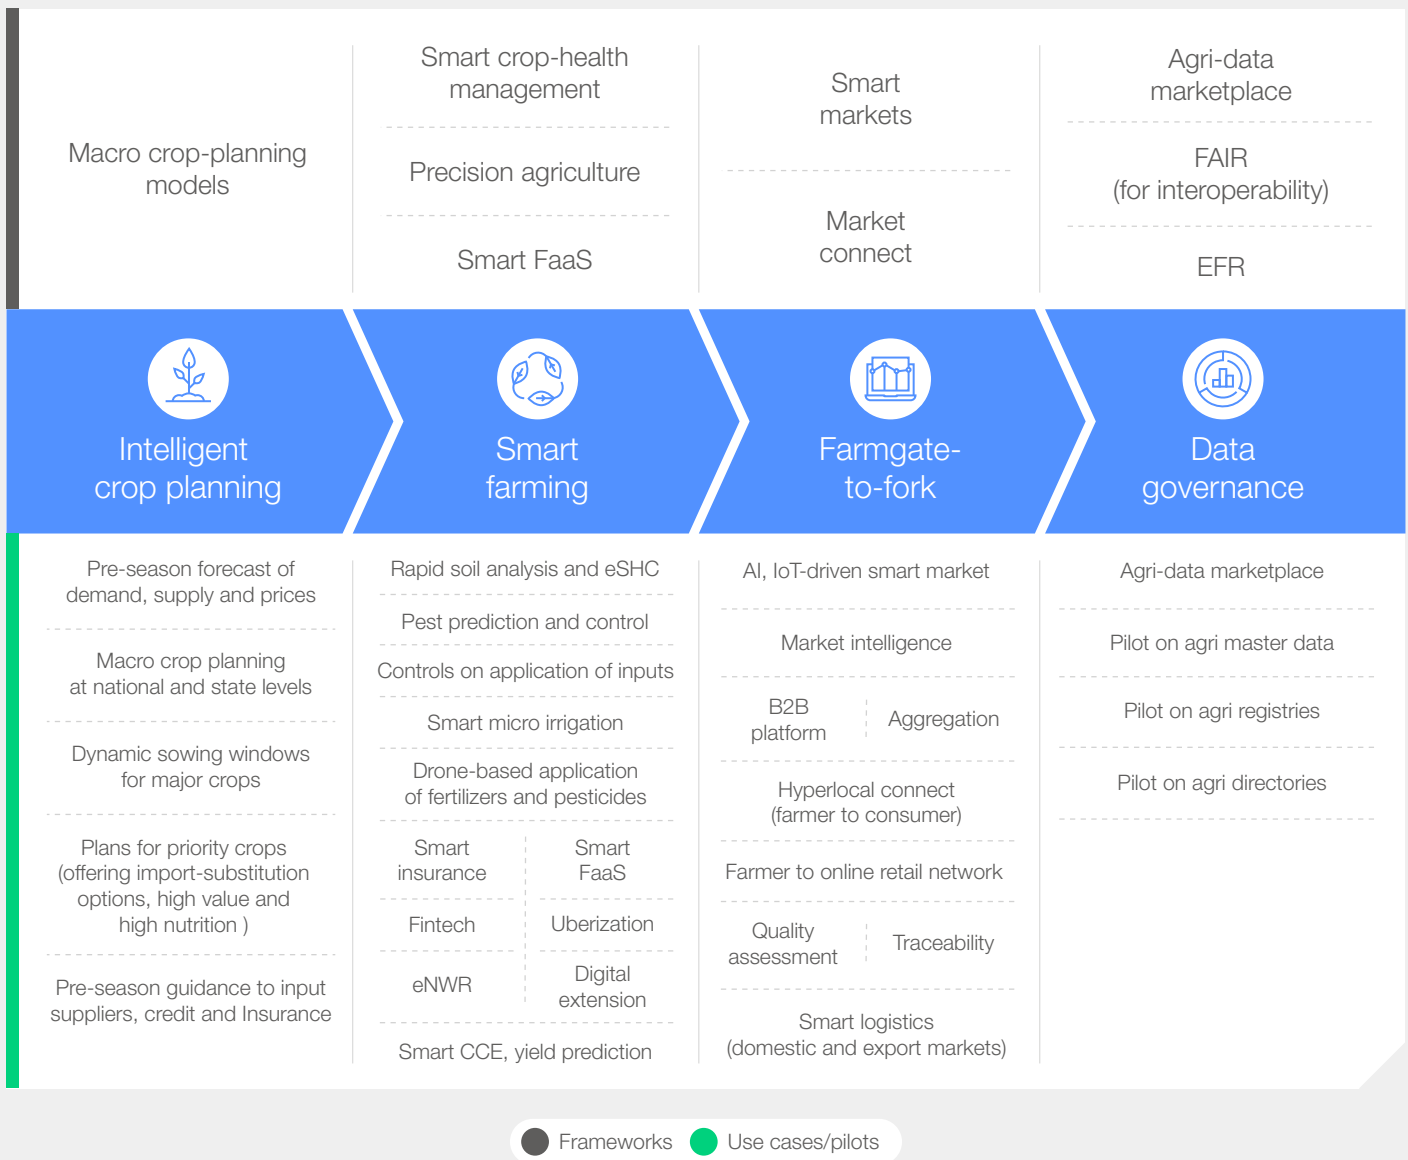 Macro crop-planning
models
Smart crop-health
management
Precision agriculture
Smart FaaS
Smart
markets
Market
connect
Agri-data
marketplace
FAIR
(for interoperability)
EFR
Intelligent
crop planning
Smart
farming
Farmgate-
to-fork
Data
governance
Pre-season forecast of
demand, supply and prices
Macro crop planning
at national and state levels
Dynamic sowing windows
for major crops
Plans for priority crops
(offering import-substitution
options, high value and
high nutrition )
Pre-season guidance to input
suppliers, credit and Insurance
Rapid soil analysis and eSHC
Pest prediction and control
Controls on application of inputs
Smart micro irrigation
Drone-based application
of fertilizers and pesticides
Smart
insurance
Smart
FaaS
Fintech
Uberization
eNWR
Digital
extension
Smart CCE, yield prediction
AI, IoT-driven smart market
Market intelligence
B2B
platform
Aggregation
Hyperlocal connect
(farmer to consumer)
Farmer to online retail network
Quality
assessment
Traceability
Smart logistics
(domestic and export markets)
Agri-data marketplace
Pilot on agri master data
Pilot on agri registries
Pilot on agri directories
Frameworks
Use cases/pilots